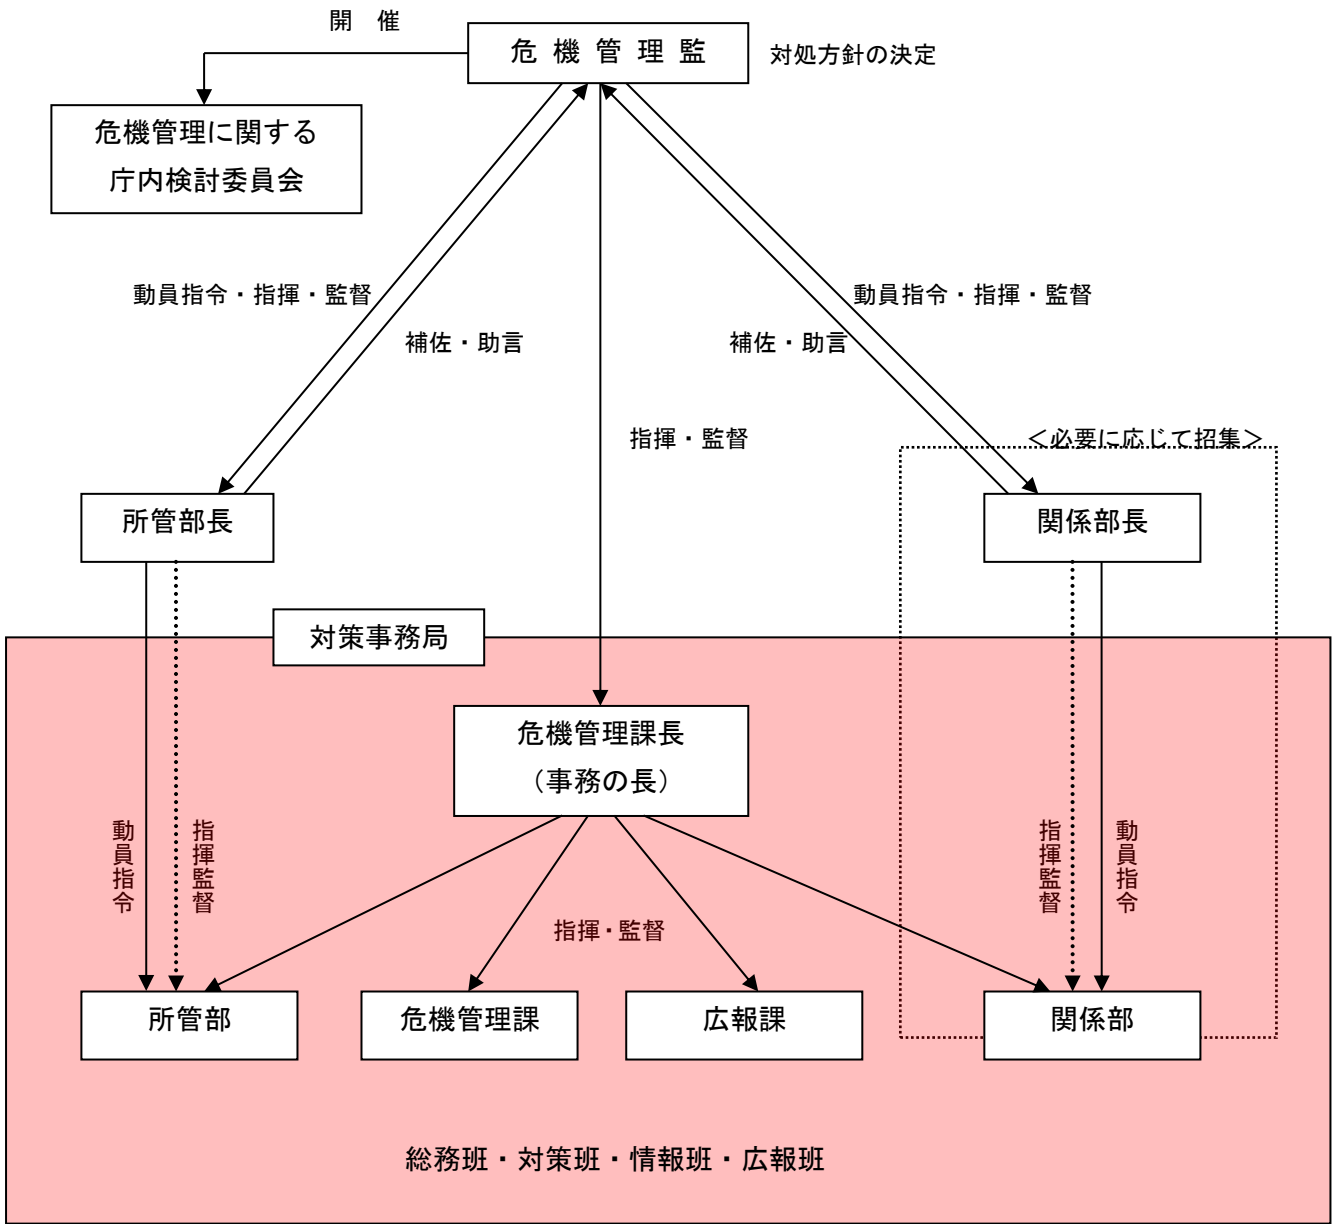 開　催
危 機 管 理 監
対処方針の決定
危機管理に関する
庁内検討委員会
動員指令・指揮・監督
動員指令・指揮・監督
補佐・助言
補佐・助言
指揮・監督
＜必要に応じて招集＞
所管部長
関係部長
対策事務局
危機管理課長
（事務の長）
動員指令
指揮監督
指揮監督
動員指令
指揮・監督
所管部
危機管理課
広報課
関係部
総務班・対策班・情報班・広報班